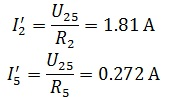 I′₂ = U₂₅ / R₂ = 1.81 A
I′₅ = U₂₅ / R₅ = 0.272 A